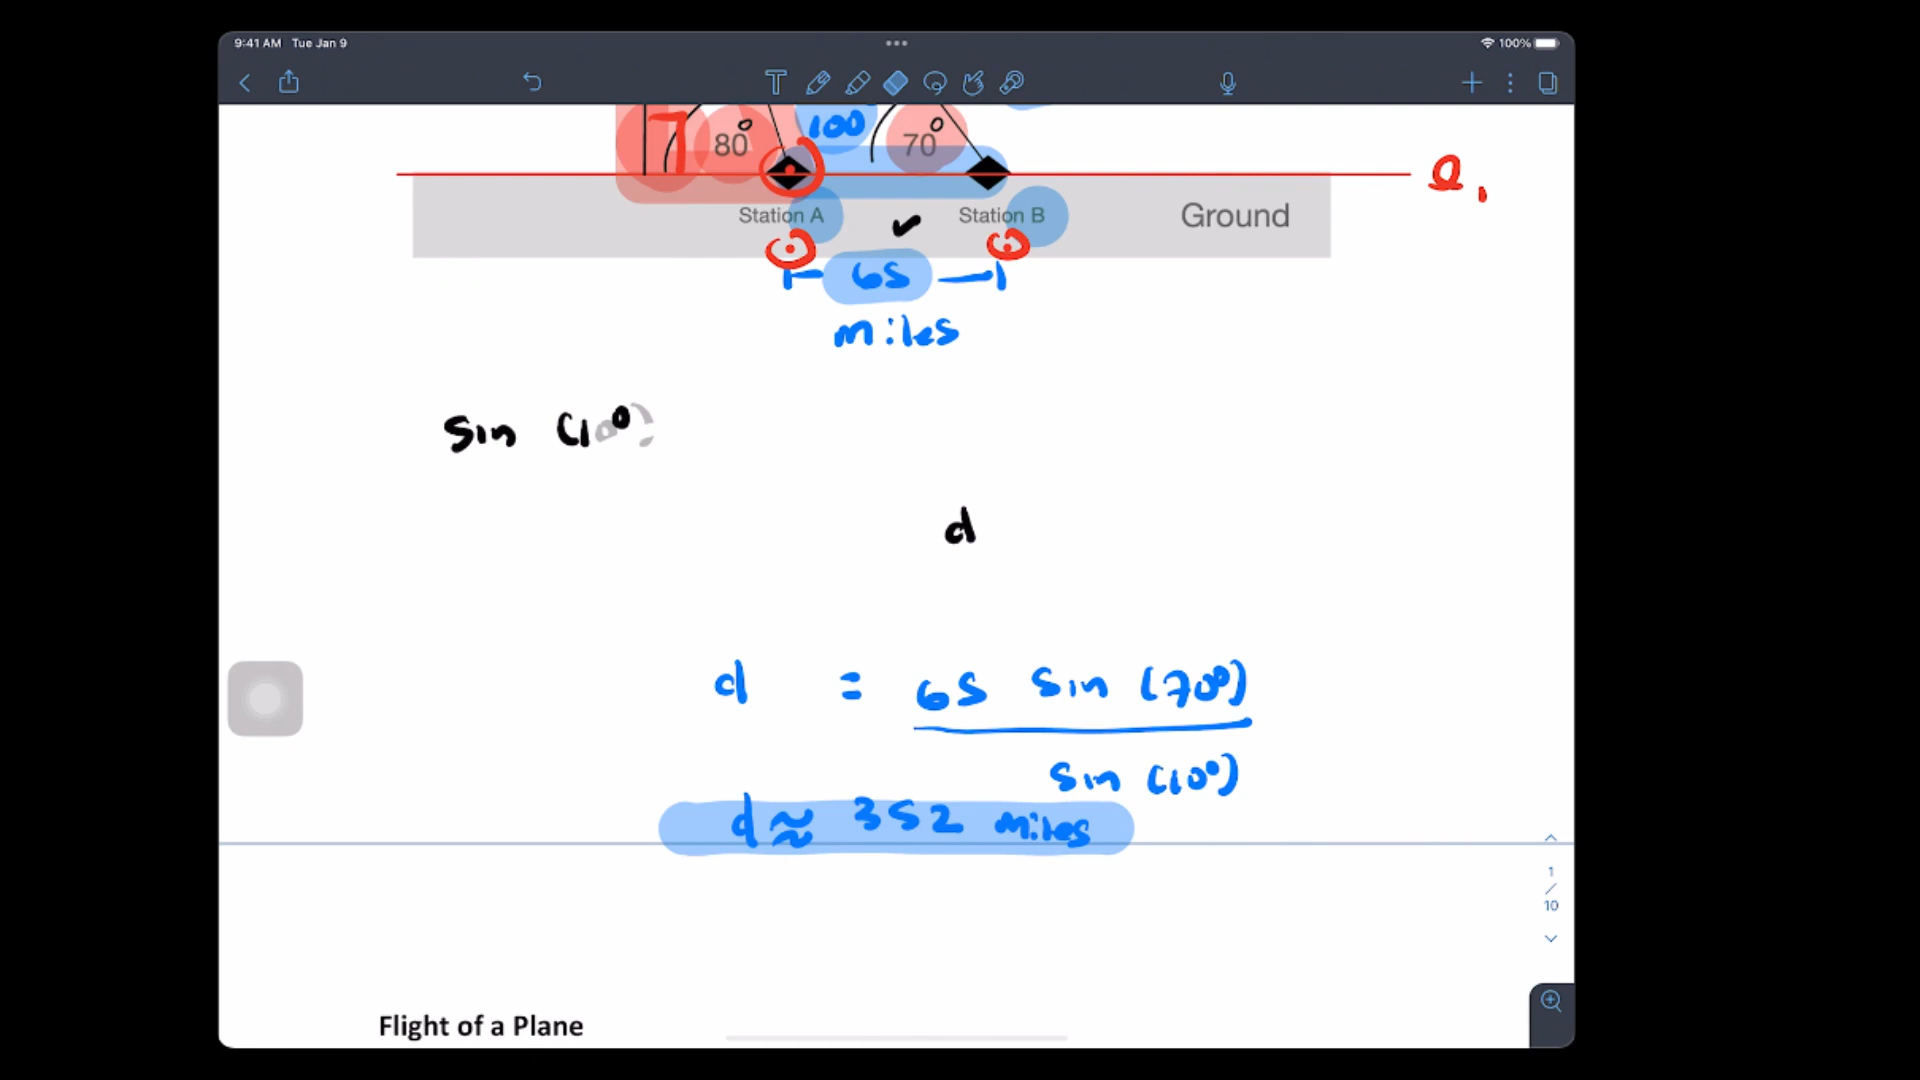 9:41 AM Tue Jan 9
100%
80° 100 70°
a.
Station A Station B Ground
65
miles
sin (10°)
d
d = 65 sin (70°)
sin (10°)
d ≈ 352 miles
1
/
10
Flight of a Plane